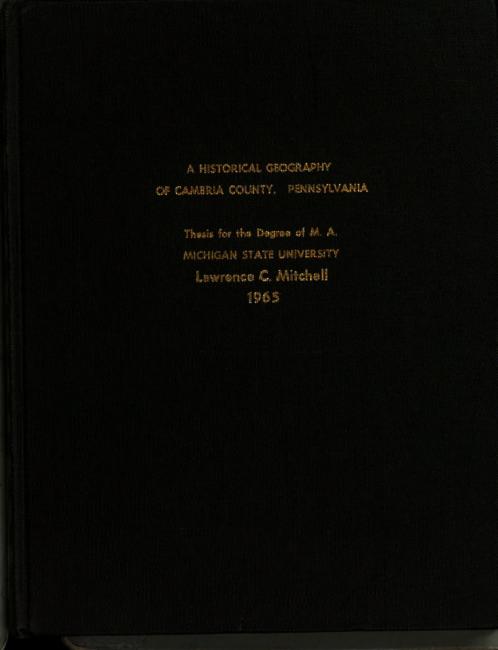 A HISTORICAL GEOGRAPHY
OF CAMBRIA COUNTY, PENNSYLVANIA
Thesis for the Degree of M. A.
MICHIGAN STATE UNIVERSITY
Lawrence C. Mitchell
1965